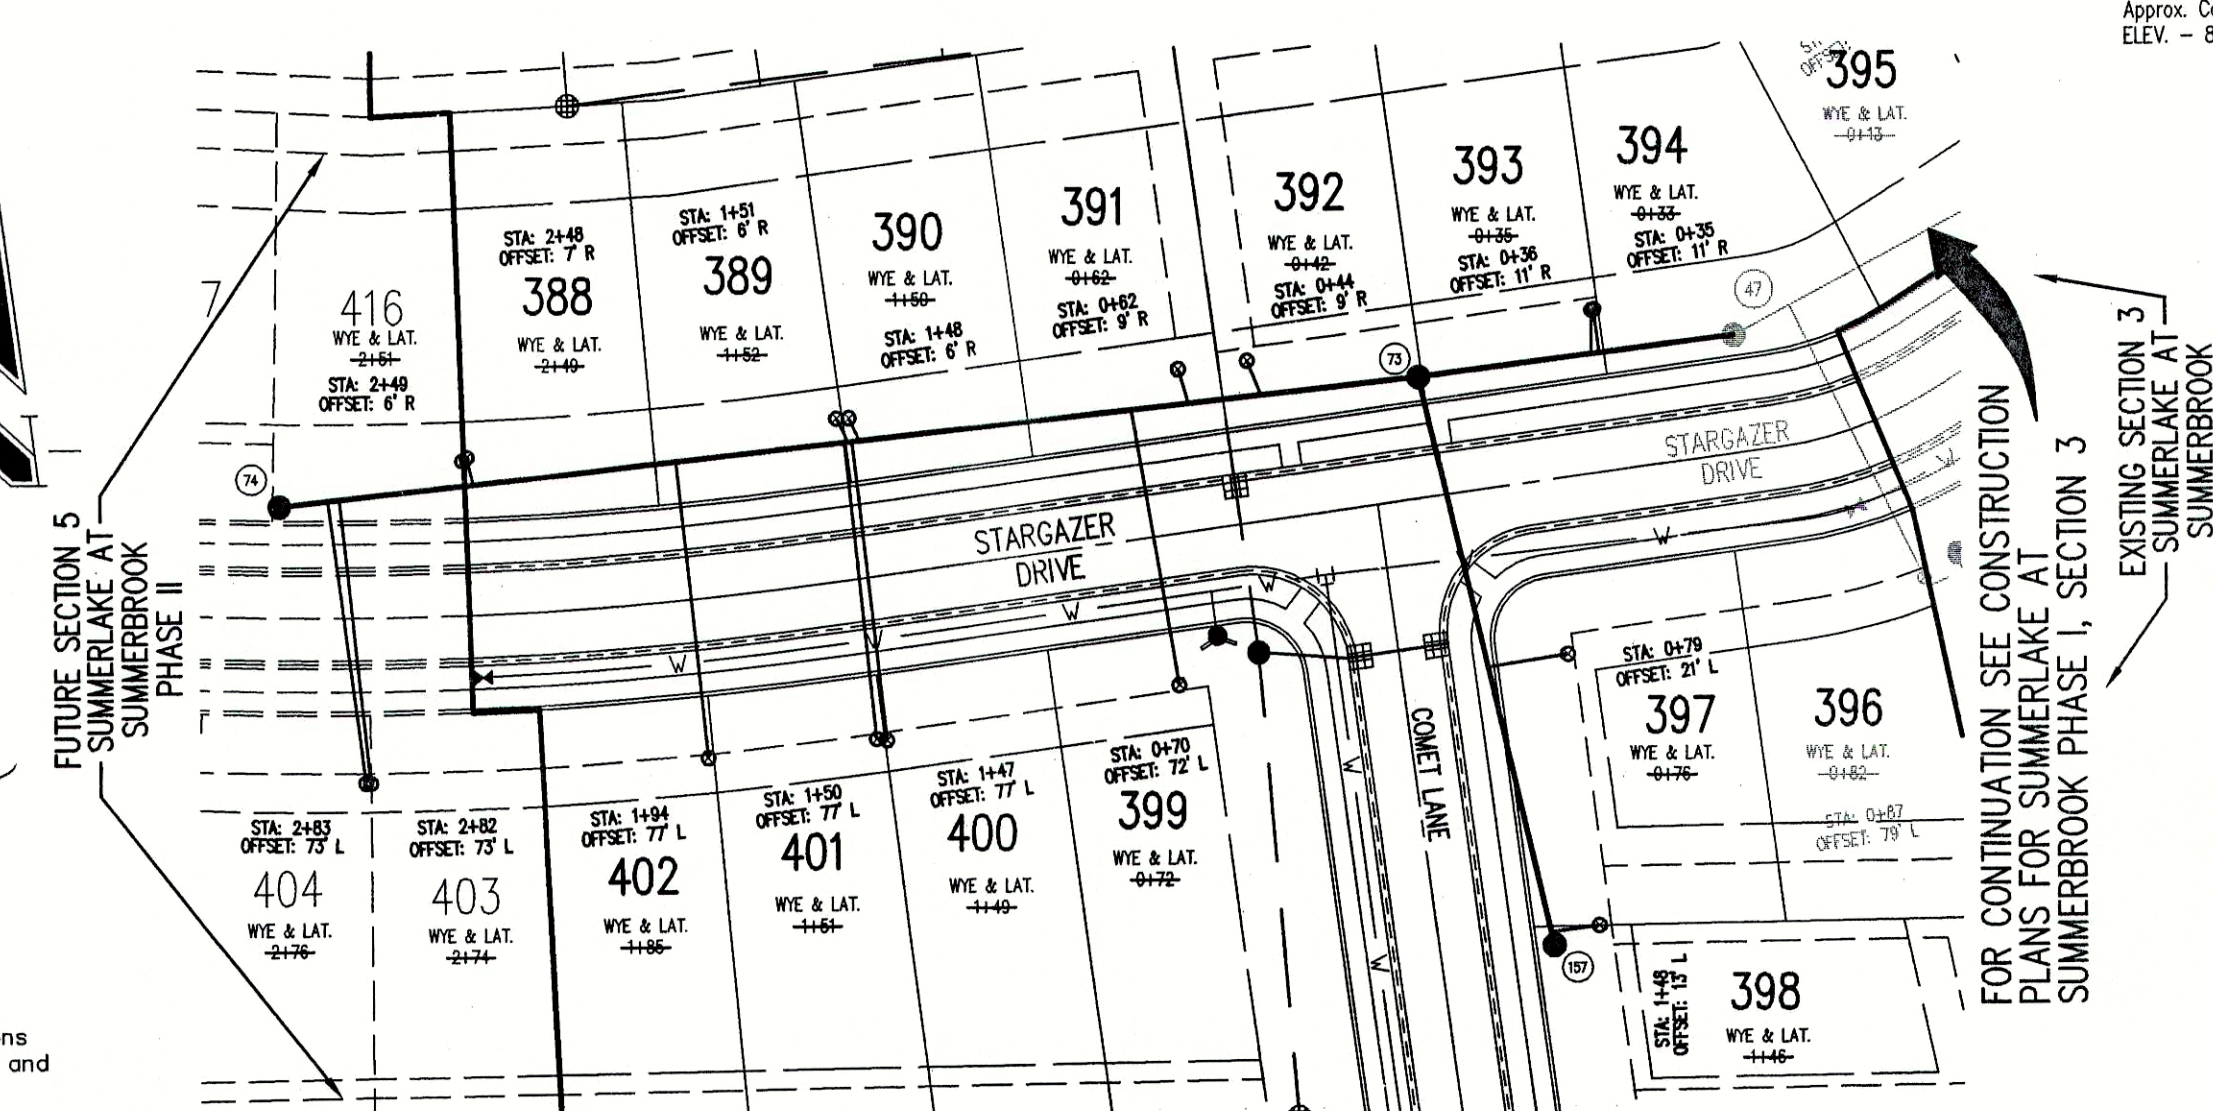 Approx.
ELEV. – 8
395
WYE & LAT.
0+13
394
WYE & LAT.
0+33
STA: 0+35
OFFSET: 11' R
393
WYE & LAT.
0+35
STA: 0+36
OFFSET: 11' R
392
WYE & LAT.
0+42
STA: 0+44
OFFSET: 9' R
391
WYE & LAT.
0+62
STA: 0+62
OFFSET: 9' R
390
WYE & LAT.
1+50
STA: 1+48
OFFSET: 6' R
STA: 1+51
OFFSET: 6' R
389
WYE & LAT.
1+52
STA: 2+48
OFFSET: 7' R
388
WYE & LAT.
2+49
416
WYE & LAT.
2+51
STA: 2+49
OFFSET: 6' R
7
47
73
74
STARGAZER
DRIVE
STARGAZER
DRIVE
W
W
W
W
W
W
W
W
COMET LANE
FUTURE SECTION 5
SUMMERLAKE AT
SUMMERBROOK
PHASE II
STA: 2+83
OFFSET: 73' L
404
WYE & LAT.
2+76
STA: 2+82
OFFSET: 73' L
403
WYE & LAT.
2+74
STA: 1+94
OFFSET: 77' L
402
WYE & LAT.
1+85
STA: 1+50
OFFSET: 77' L
401
WYE & LAT.
1+51
STA: 1+47
OFFSET: 77' L
400
WYE & LAT.
1+49
STA: 0+70
OFFSET: 72' L
399
WYE & LAT.
0+72
STA: 0+79
OFFSET: 21' L
397
WYE & LAT.
0+76
396
WYE & LAT.
0+82
STA: 0+87
OFFSET: 79' L
157
STA: 1+48
OFFSET: 13' L
398
WYE & LAT.
1+46
FOR CONTINUATION SEE CONSTRUCTION
PLANS FOR SUMMERLAKE AT
SUMMERBROOK PHASE I, SECTION 3
EXISTING SECTION 3
SUMMERLAKE AT
SUMMERBROOK
ns
and